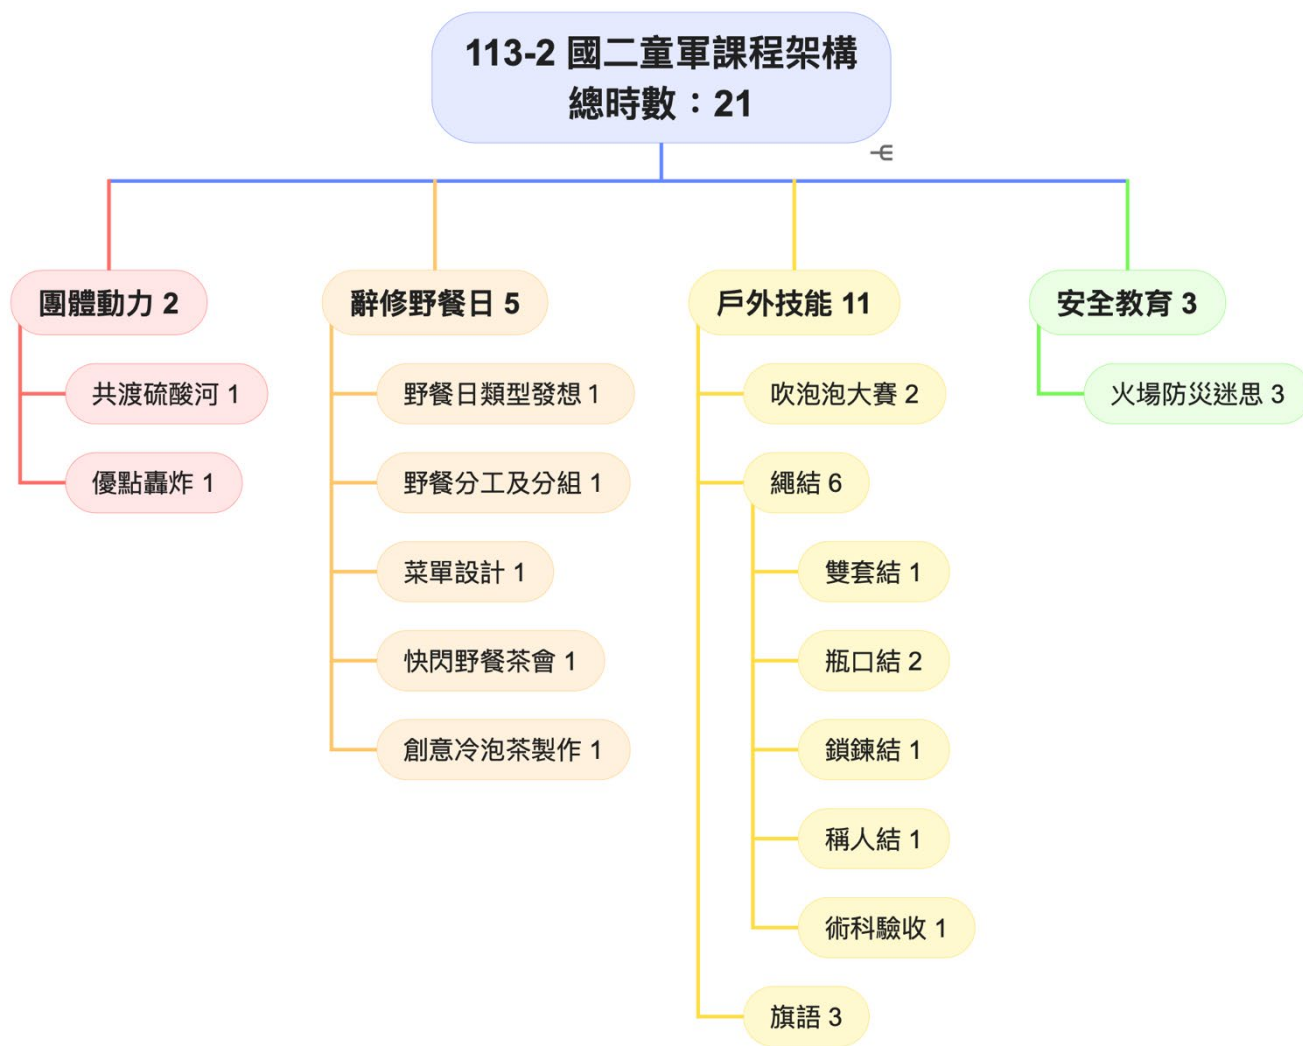 113-2 國二童軍課程架構
總時數：21
團體動力 2
共渡硫酸河 1
優點轟炸 1
辭修野餐日 5
野餐日類型發想 1
野餐分工及分組 1
菜單設計 1
快閃野餐茶會 1
創意冷泡茶製作 1
戶外技能 11
吹泡泡大賽 2
繩結 6
雙套結 1
瓶口結 2
鎖鍊結 1
稱人結 1
術科驗收 1
旗語 3
安全教育 3
火場防災迷思 3